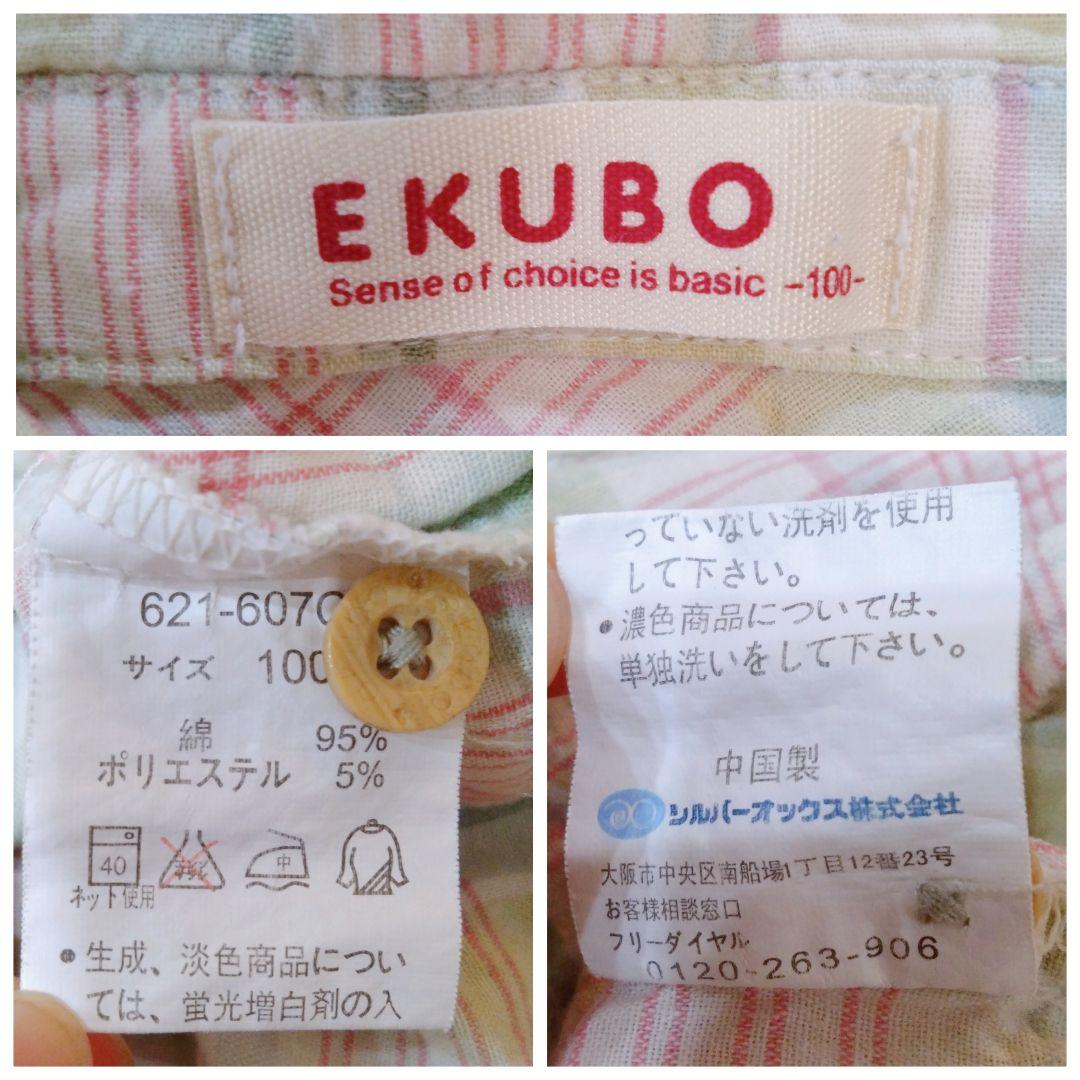 EKUBO
Sense of choice is basic -100-
621-607
サイズ 100
綿 95%
ポリエステル 5%
40 中
ネット使用
•生成、淡色商品につい
ては、蛍光増白剤の入
っていない洗剤を使用
して下さい。
•濃色商品については、
単独洗いをして下さい。
中国製
シルバーオックス株式会社
大阪市中央区南船場1丁目12番23号
お客様相談窓口
フリーダイヤル
0120-263-906